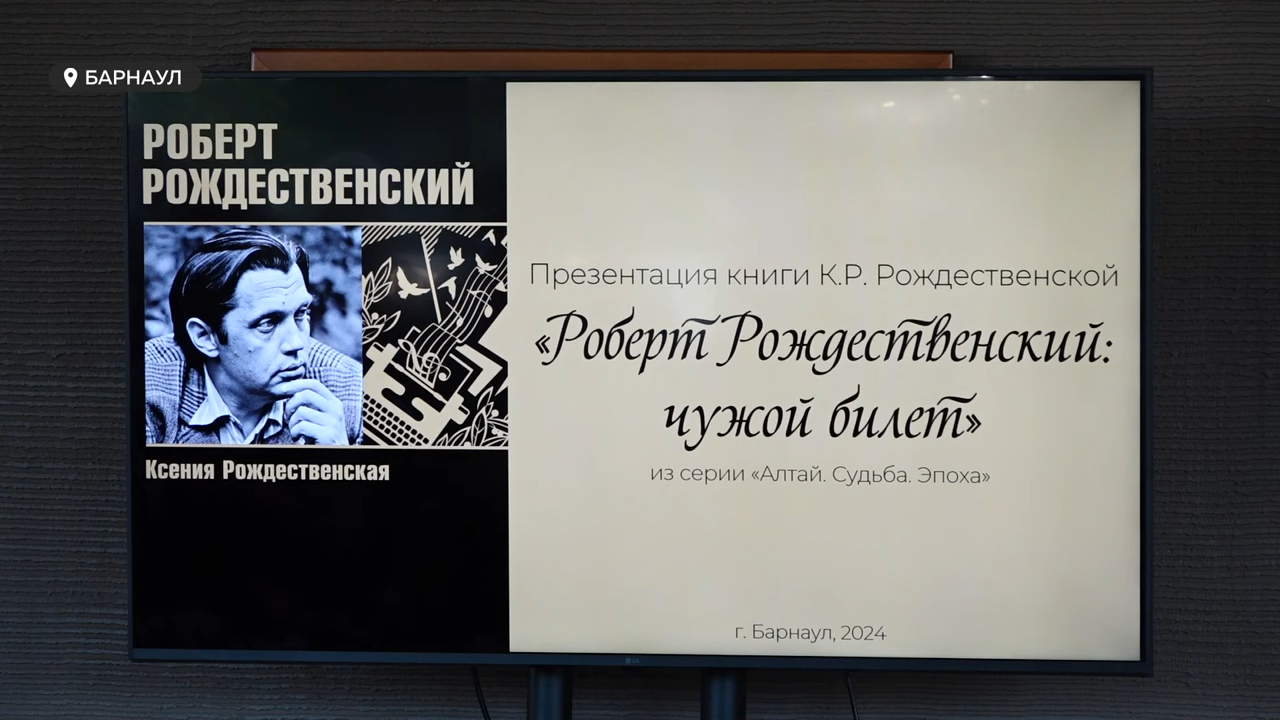 БАРНАУЛ
РОБЕРТ
РОЖДЕСТВЕНСКИЙ
Ксения Рождественская
Презентация книги К.Р. Рождественской
«Роберт Рождественский:
чужой билет»
из серии «Алтай. Судьба. Эпоха»
г. Барнаул, 2024
LG